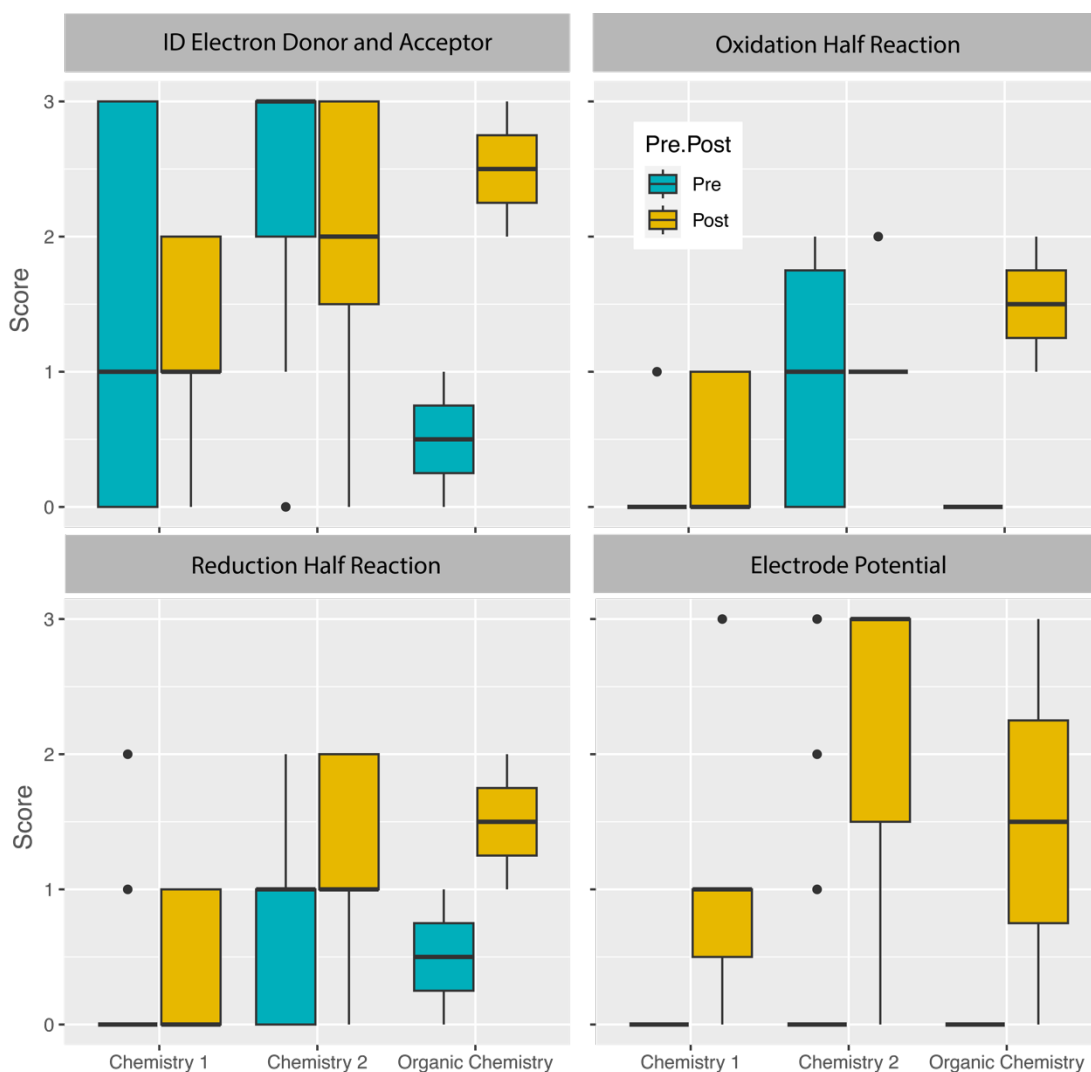 ID Electron Donor and Acceptor
Oxidation Half Reaction
3
2
1
0
Score
Pre.Post
Pre
Post
Reduction Half Reaction
Electrode Potential
3
2
1
0
Score
Chemistry 1
Chemistry 2
Organic Chemistry
Chemistry 1
Chemistry 2
Organic Chemistry